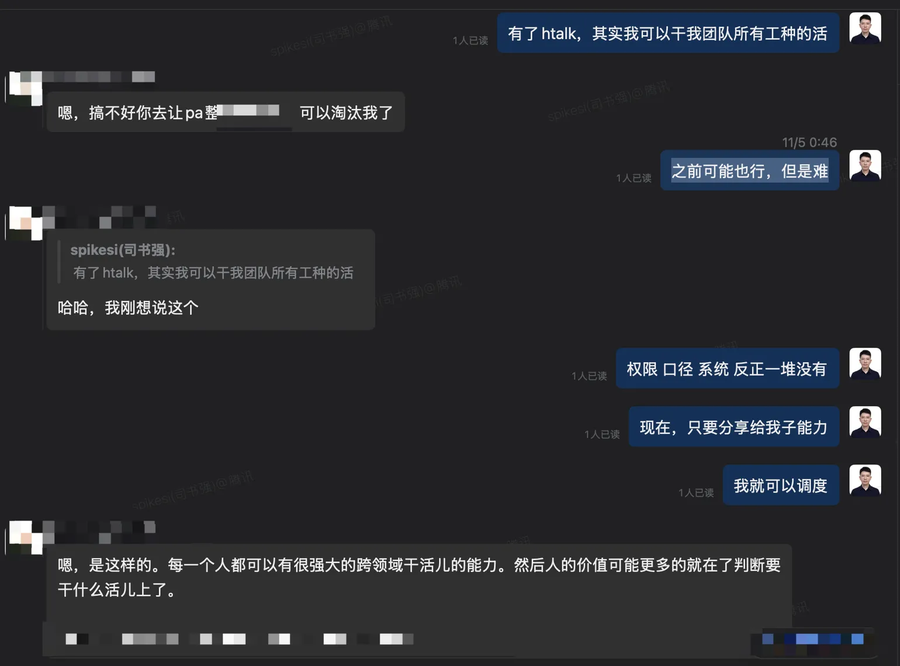 有了 htalk，其实我可以干我团队所有工种的活
1人已读
嗯，搞不好你去让pa整
可以淘汰我了
11/5 0:46
之前可能也行，但是难
1人已读
spikesi(司书强):
有了 htalk，其实我可以干我团队所有工种的活
哈哈，我刚想说这个
权限 口径 系统 反正一堆没有
1人已读
现在，只要分享给我子能力
1人已读
我就可以调度
1人已读
嗯，是这样的。每一个人都可以有很强大的跨领域干活儿的能力。然后人的价值可能更多的就在了判断要
干什么活儿上了。